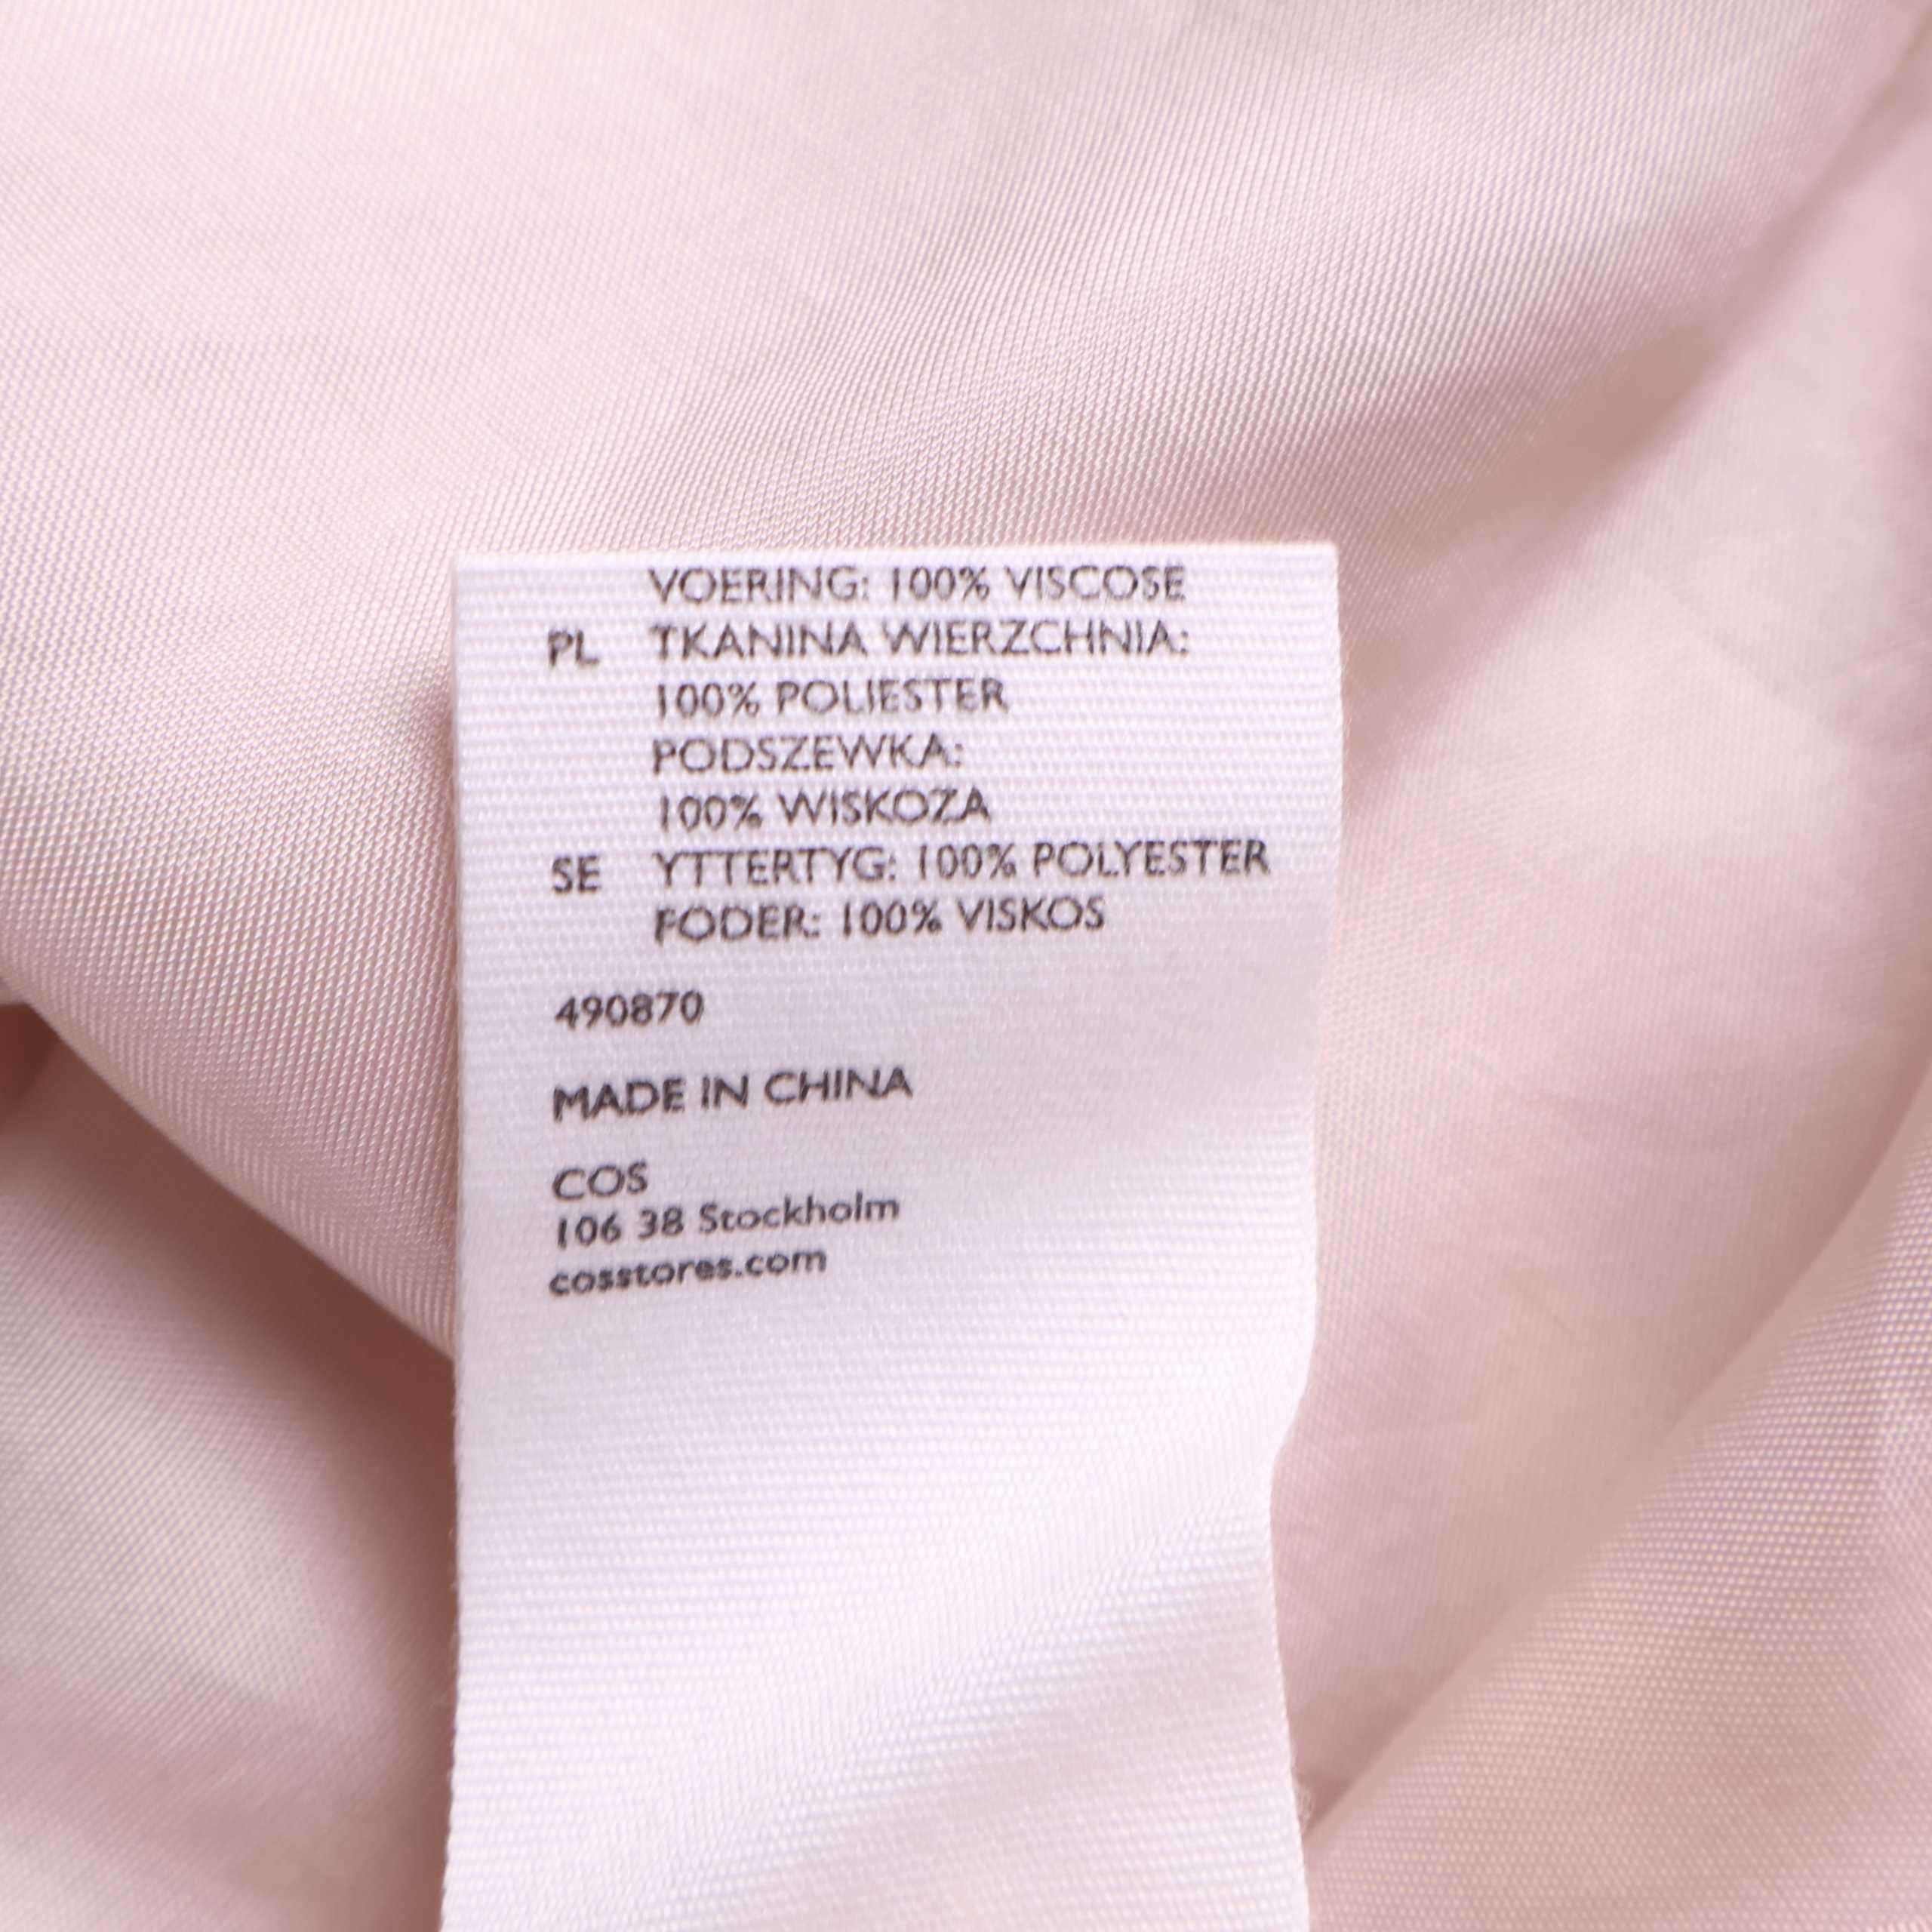 VOERING: 100% VISCOSE
PL TKANINA WIERZCHNIA:
100% POLIESTER
PODSZEWKA:
100% WISKOZA
SE YTTERTYG: 100% POLYESTER
FODER: 100% VISKOS
490870
MADE IN CHINA
COS
106 38 Stockholm
cosstores.com